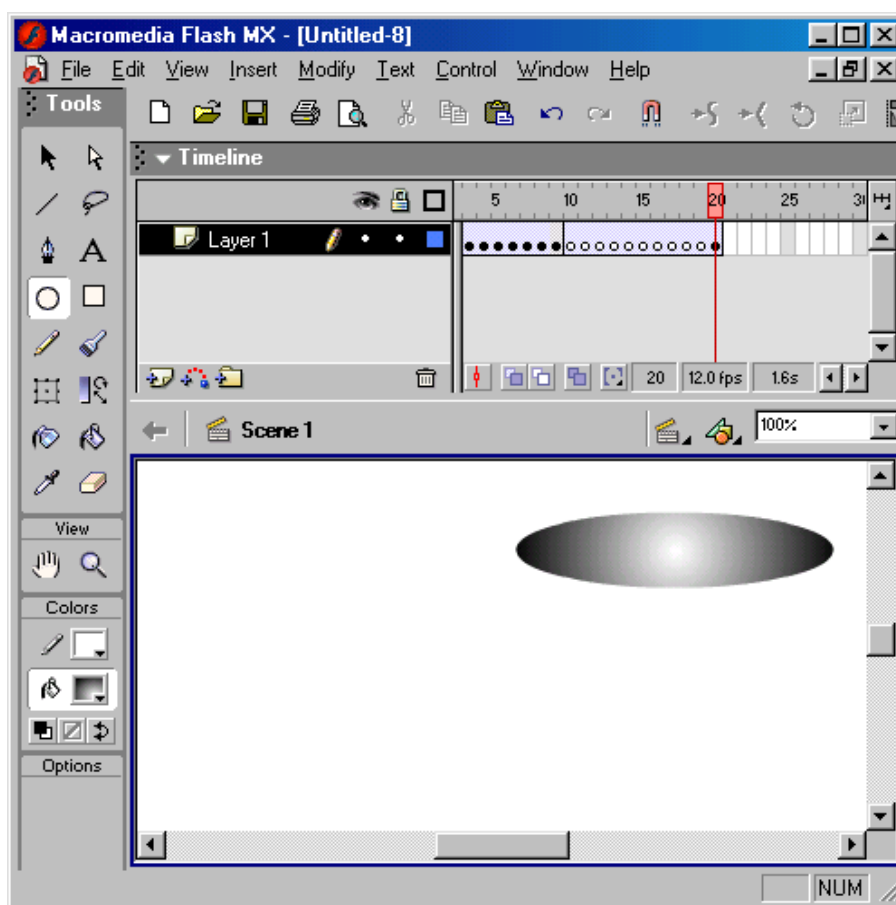 Macromedia Flash MX - [Untitled-8]
File Edit View Insert Modify Text Control Window Help
Tools
Timeline
5 10 15 20 25 3
Layer 1
20 12.0 fps 1.6s
Scene 1 100%
View
Colors
Options
NUM